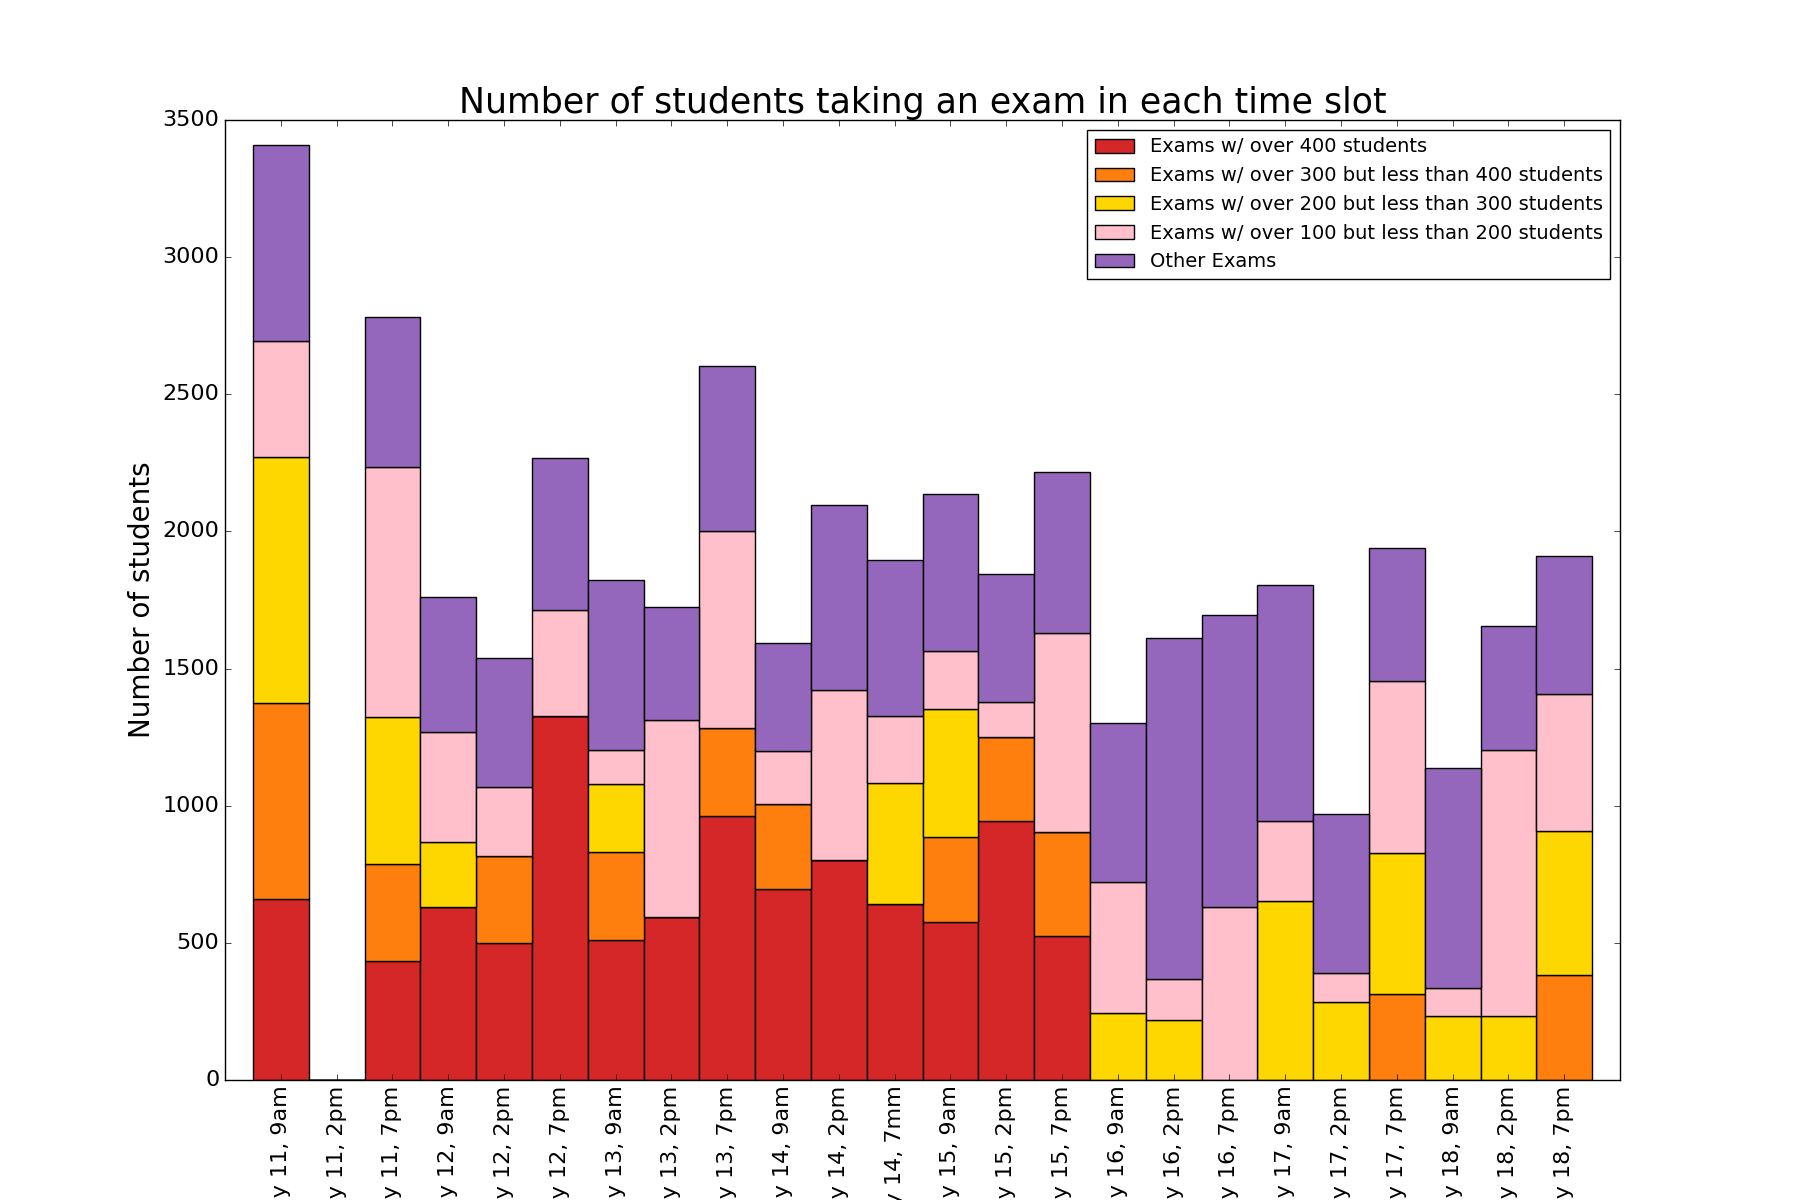 Number of students taking an exam in each time slot
Exams w/ over 400 students
Exams w/ over 300 but less than 400 students
Exams w/ over 200 but less than 300 students
Exams w/ over 100 but less than 200 students
Other Exams
Number of students
3500
3000
2500
2000
1500
1000
500
0
y 11, 9am
y 11, 2pm
y 11, 7pm
y 12, 9am
y 12, 2pm
y 12, 7pm
y 13, 9am
y 13, 2pm
y 13, 7pm
y 14, 9am
y 14, 2pm
y 14, 7mm
y 15, 9am
y 15, 2pm
y 15, 7pm
y 16, 9am
y 16, 2pm
y 16, 7pm
y 17, 9am
y 17, 2pm
y 17, 7pm
y 18, 9am
y 18, 2pm
y 18, 7pm